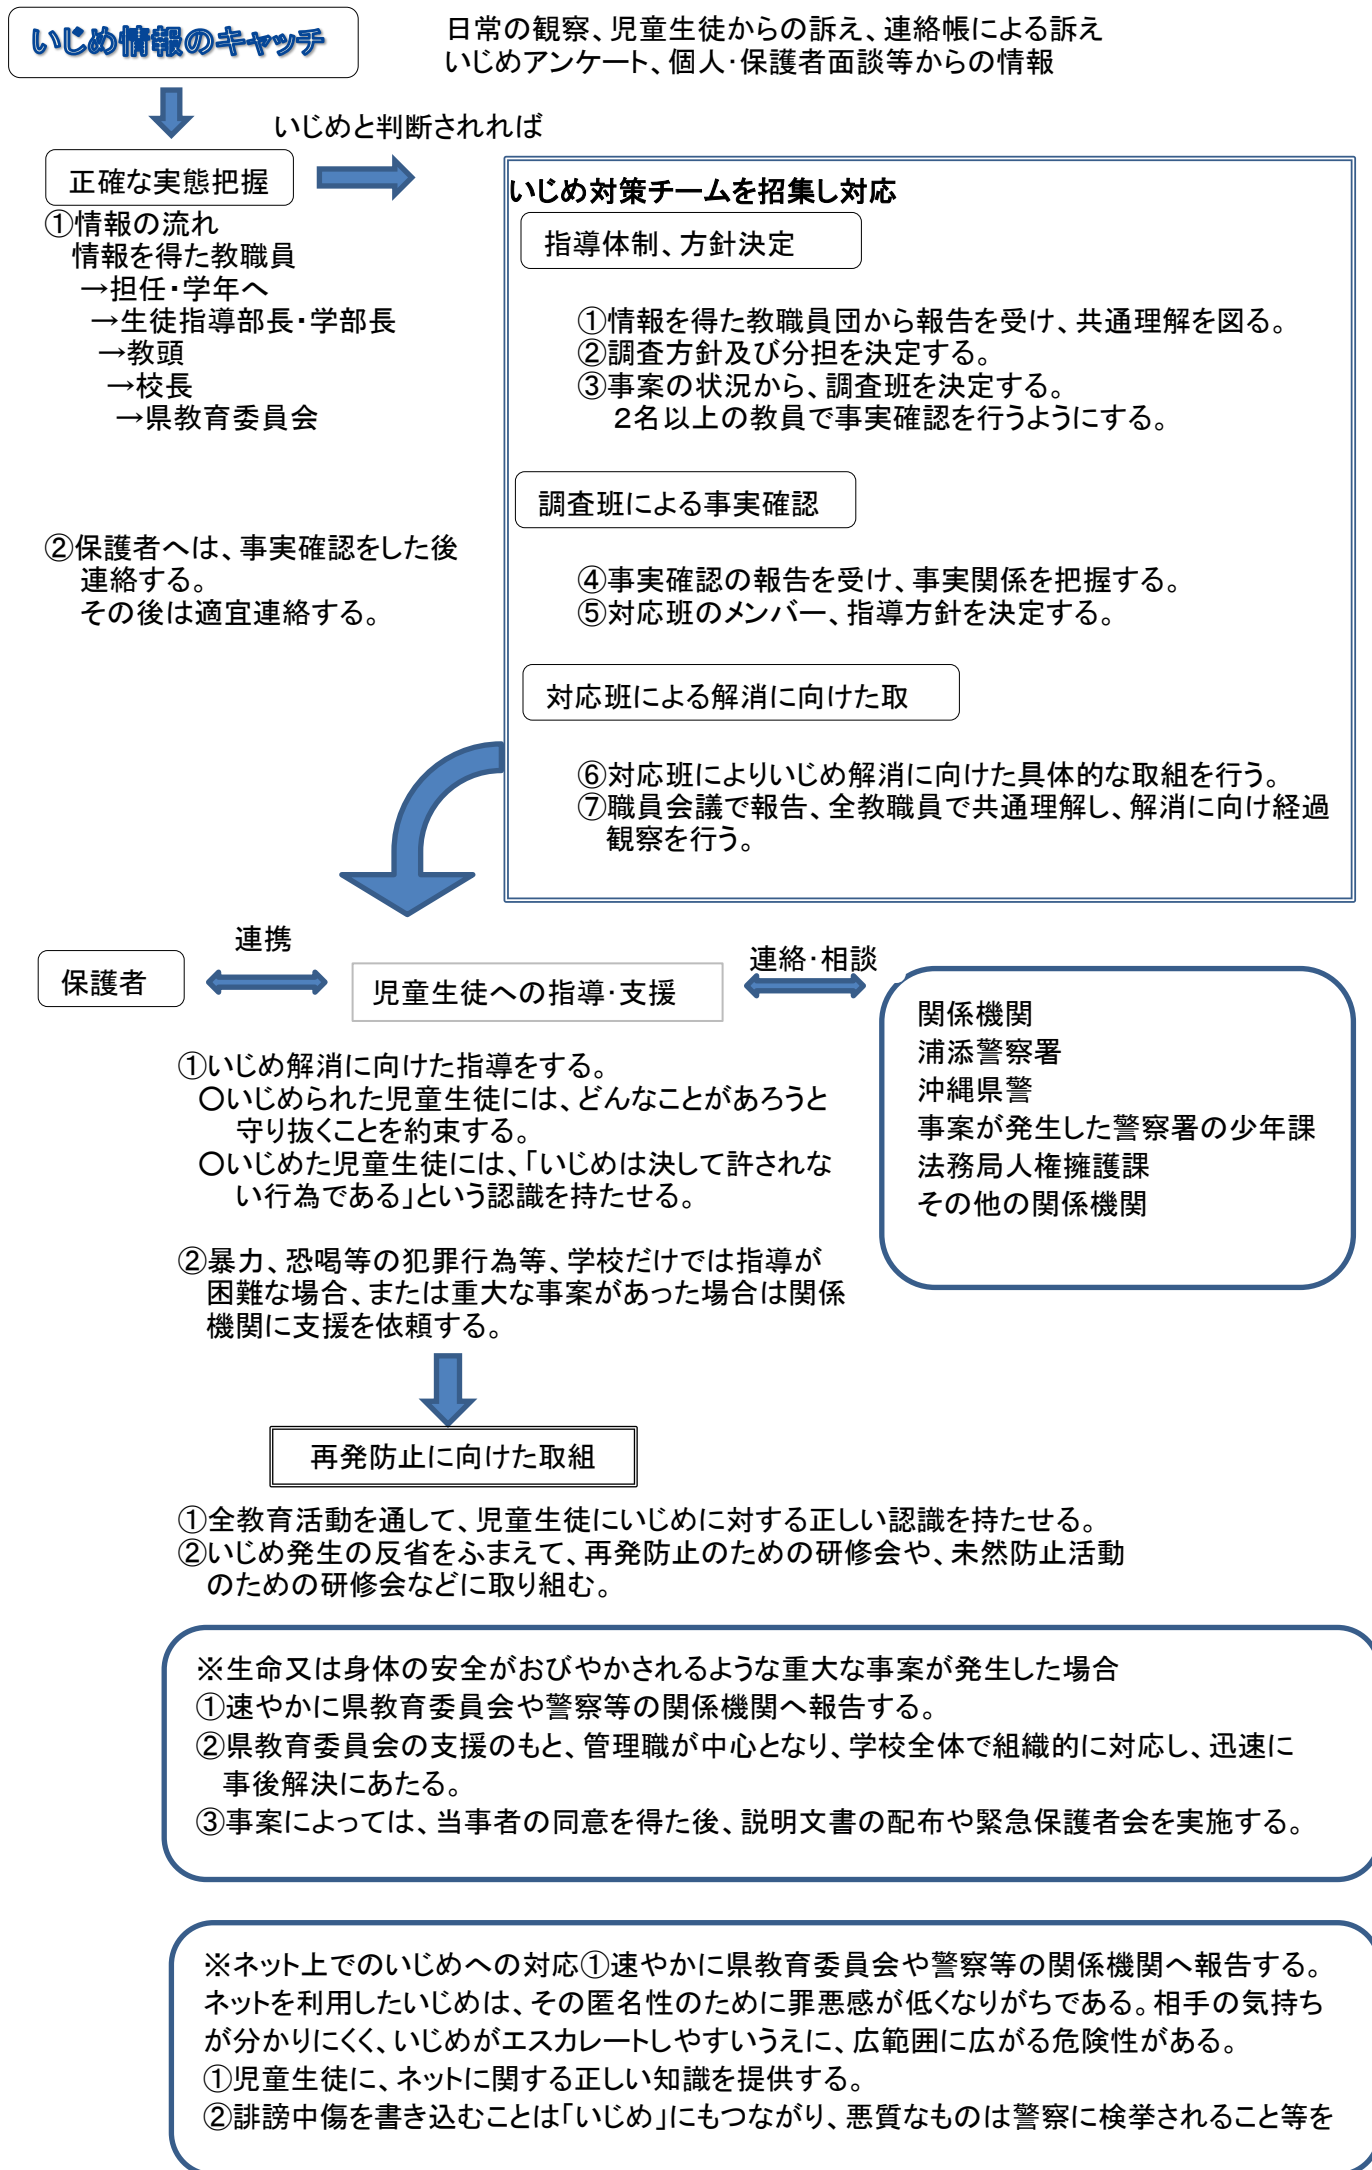 いじめ情報のキャッチ
日常の観察、児童生徒からの訴え、連絡帳による訴え
いじめアンケート、個人・保護者面談等からの情報
いじめと判断されれば
正確な実態把握
①情報の流れ
情報を得た教職員
→担任・学年へ
→生徒指導部長・学部長
→教頭
→校長
→県教育委員会
②保護者へは、事実確認をした後
連絡する。
その後は適宜連絡する。
いじめ対策チームを招集し対応
指導体制、方針決定
①情報を得た教職員団から報告を受け、共通理解を図る。
②調査方針及び分担を決定する。
③事案の状況から、調査班を決定する。
２名以上の教員で事実確認を行うようにする。
調査班による事実確認
④事実確認の報告を受け、事実関係を把握する。
⑤対応班のメンバー、指導方針を決定する。
対応班による解消に向けた取
⑥対応班によりいじめ解消に向けた具体的な取組を行う。
⑦職員会議で報告、全教職員で共通理解し、解消に向け経過
観察を行う。
連携
連絡・相談
保護者
児童生徒への指導・支援
関係機関
浦添警察署
沖縄県警
事案が発生した警察署の少年課
法務局人権擁護課
その他の関係機関
①いじめ解消に向けた指導をする。
〇いじめられた児童生徒には、どんなことがあろうと
守り抜くことを約束する。
〇いじめた児童生徒には、「いじめは決して許されな
い行為である」という認識を持たせる。
②暴力、恐喝等の犯罪行為等、学校だけでは指導が
困難な場合、または重大な事案があった場合は関係
機関に支援を依頼する。
再発防止に向けた取組
①全教育活動を通して、児童生徒にいじめに対する正しい認識を持たせる。
②いじめ発生の反省をふまえて、再発防止のための研修会や、未然防止活動
のための研修会などに取り組む。
※生命又は身体の安全がおびやかされるような重大な事案が発生した場合
①速やかに県教育委員会や警察等の関係機関へ報告する。
②県教育委員会の支援のもと、管理職が中心となり、学校全体で組織的に対応し、迅速に
事後解決にあたる。
③事案によっては、当事者の同意を得た後、説明文書の配布や緊急保護者会を実施する。
※ネット上でのいじめへの対応①速やかに県教育委員会や警察等の関係機関へ報告する。
ネットを利用したいじめは、その匿名性のために罪悪感が低くなりがちである。相手の気持ち
が分かりにくく、いじめがエスカレートしやすいうえに、広範囲に広がる危険性がある。
①児童生徒に、ネットに関する正しい知識を提供する。
②誹謗中傷を書き込むことは「いじめ」にもつながり、悪質なものは警察に検挙されること等を